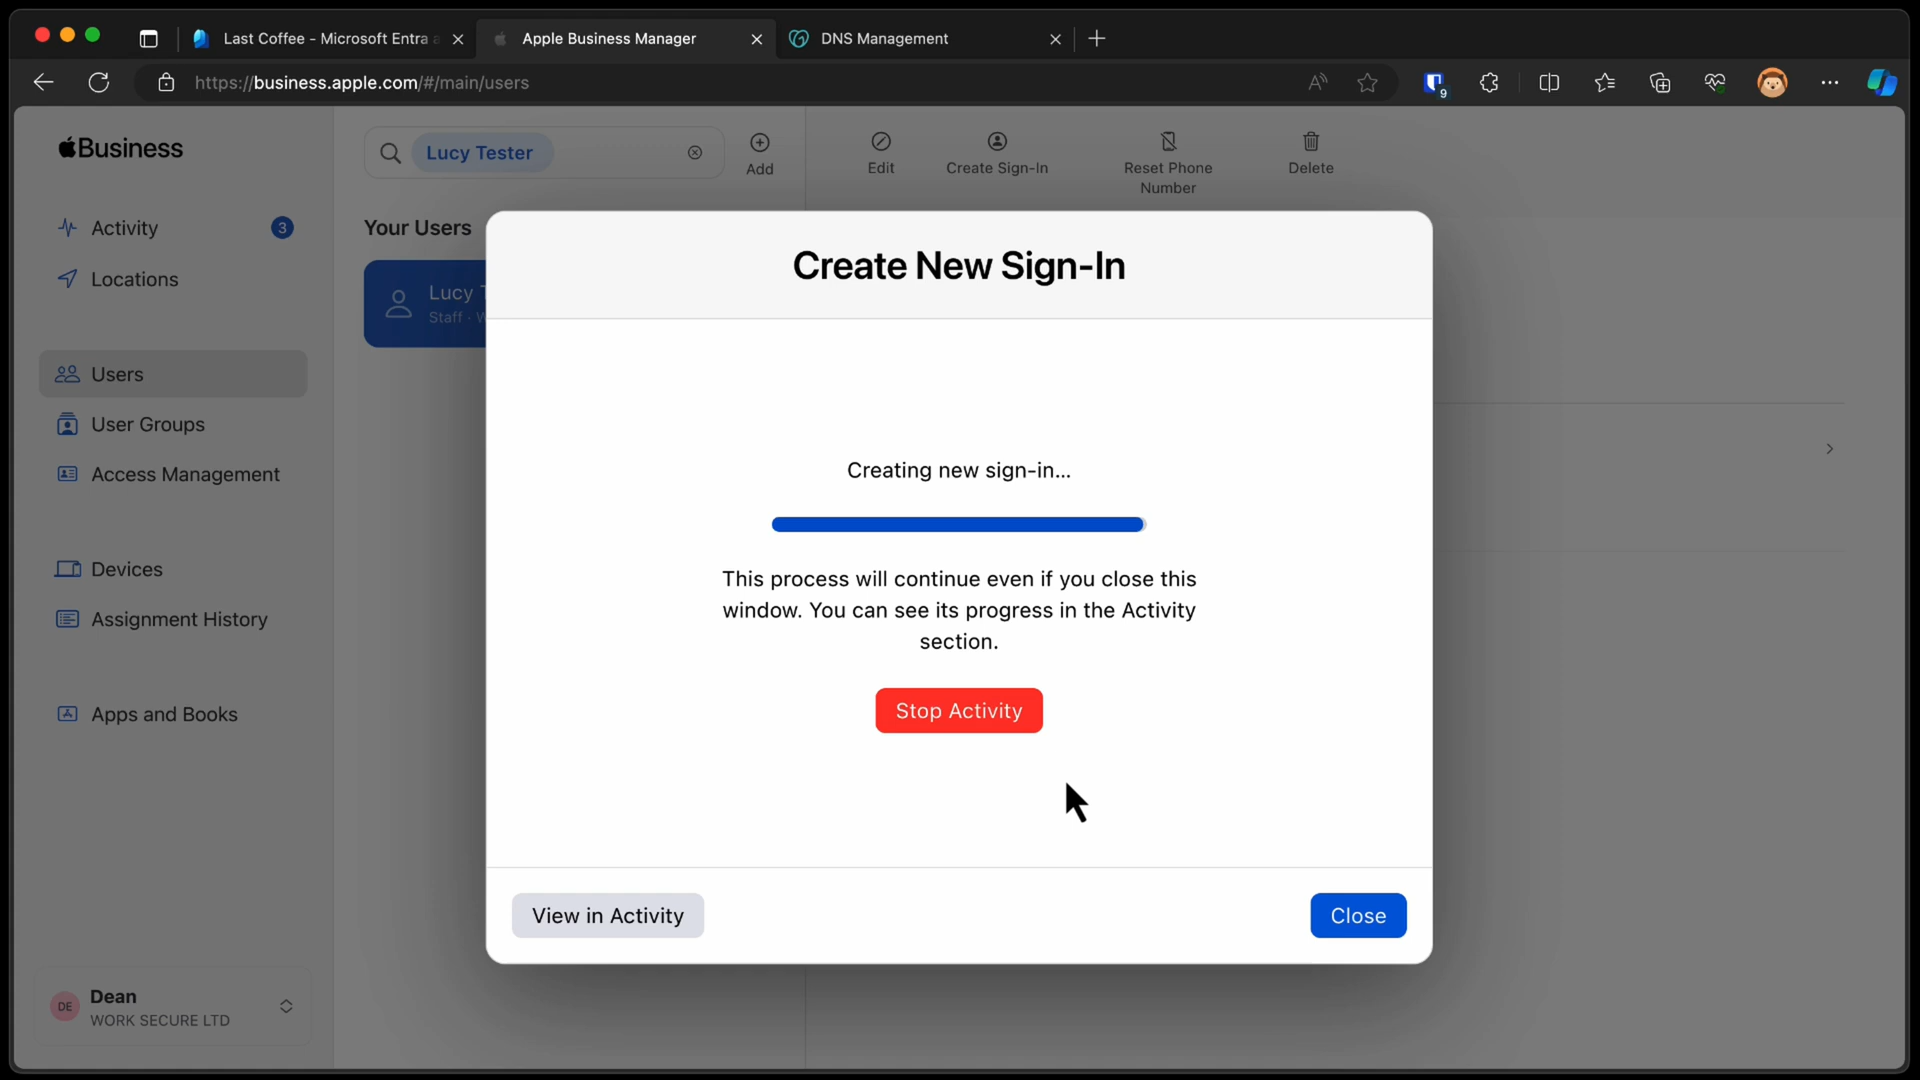 Last Coffee - Microsoft Entra a
Apple Business Manager
DNS Management
https://business.apple.com/#/main/users
9
Business
Activity
3
Locations
Users
User Groups
Access Management
Devices
Assignment History
Apps and Books
DE
Dean
WORK SECURE LTD
Lucy Tester
Add
Your Users
Lucy T
Staff · W
Edit
Create Sign-In
Reset Phone
Number
Delete
Create New Sign-In
Creating new sign-in...
This process will continue even if you close this
window. You can see its progress in the Activity
section.
Stop Activity
View in Activity
Close